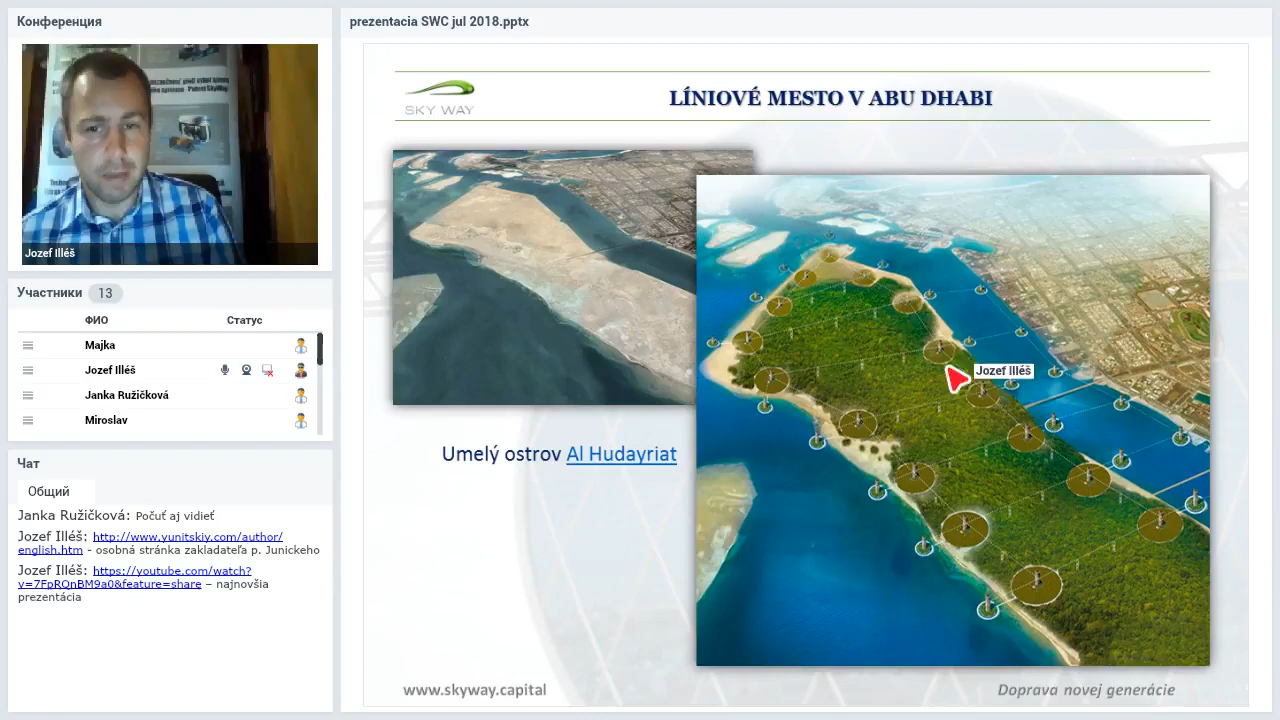 Конференция
Jozef Illéš
Участники 13
ФИО Статус
Majka
Jozef Illéš
Janka Ružičková
Miroslav
Чат
Общий
Janka Ružičková: Počuť aj vidieť
Jozef Illéš: http://www.yunitskiy.com/author/
english.htm - osobná stránka zakladateľa p. Junickeho
Jozef Illéš: https://youtube.com/watch?
v=7FpRQnBM9a0&feature=share – najnovšia
prezentácia
prezentacia SWC jul 2018.pptx
SKY WAY
LÍNIOVÉ MESTO V ABU DHABI
Jozef Illéš
Umelý ostrov Al Hudayriat
www.skyway.capital
Doprava novej generácie